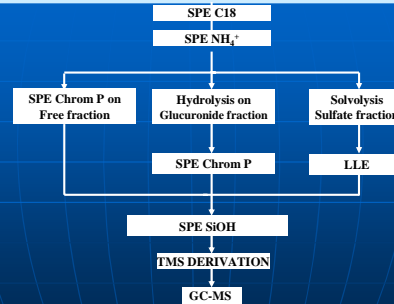 SPE C18
SPE NH4+
SPE Chrom P on
Free fraction
Hydrolysis on
Glucuronide fraction
Solvolysis
Sulfate fraction
SPE Chrom P
LLE
SPE SiOH
TMS DERIVATION
GC-MS